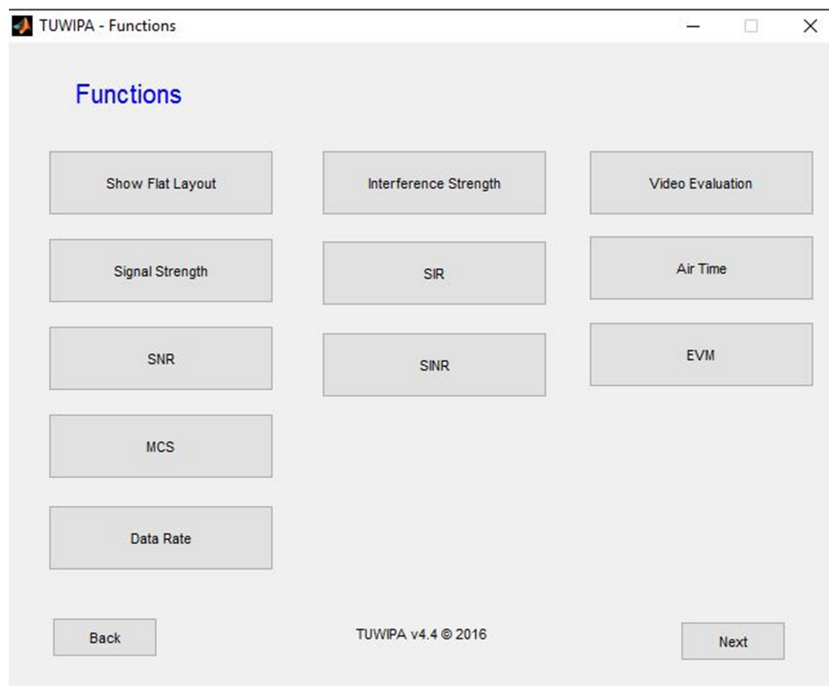 TUWIPA - Functions
Functions
Show Flat Layout
Interference Strength
Video Evaluation
Signal Strength
SIR
Air Time
SNR
SINR
EVM
MCS
Data Rate
Back
TUWIPA v4.4 © 2016
Next